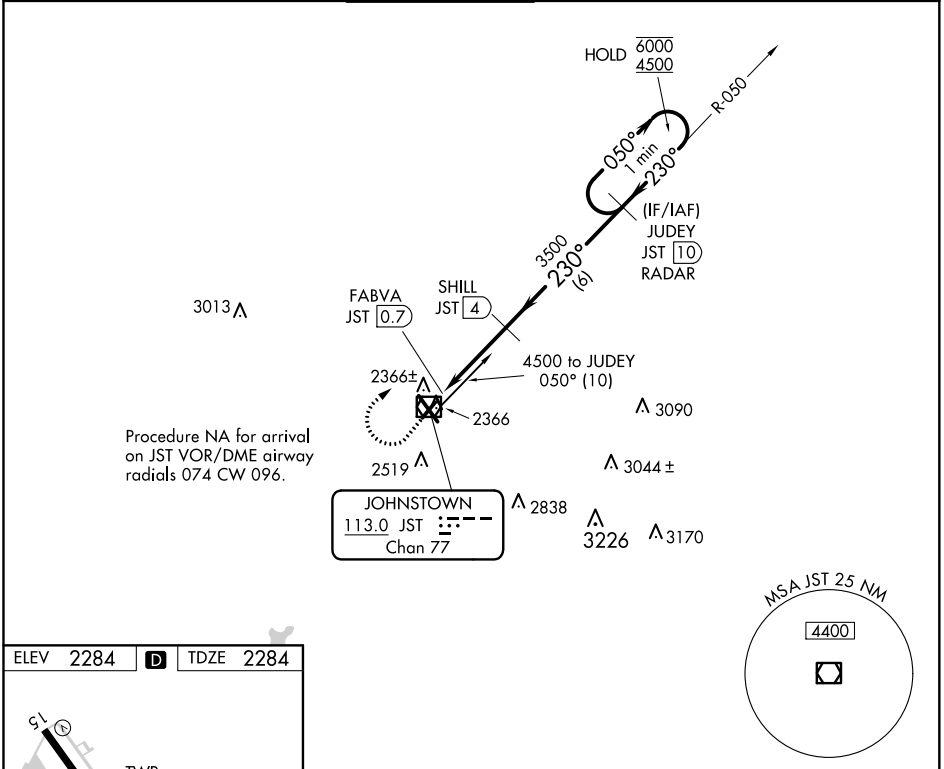 HOLD 6000
4500
R-050
050°
1 min
230°
(IF/IAF)
JUDEY
JST 10
RADAR
3500
230°
(6)
SHILL
JST 4
FABVA
JST 0.7
3013
4500 to JUDEY
050° (10)
2366±
2366
3090
Procedure NA for arrival
on JST VOR/DME airway
radials 074 CW 096.
2519
3044±
2838
3226
3170
JOHNSTOWN
113.0 JST
Chan 77
MSA JST 25 NM
4400
ELEV 2284 D TDZE 2284
15
V